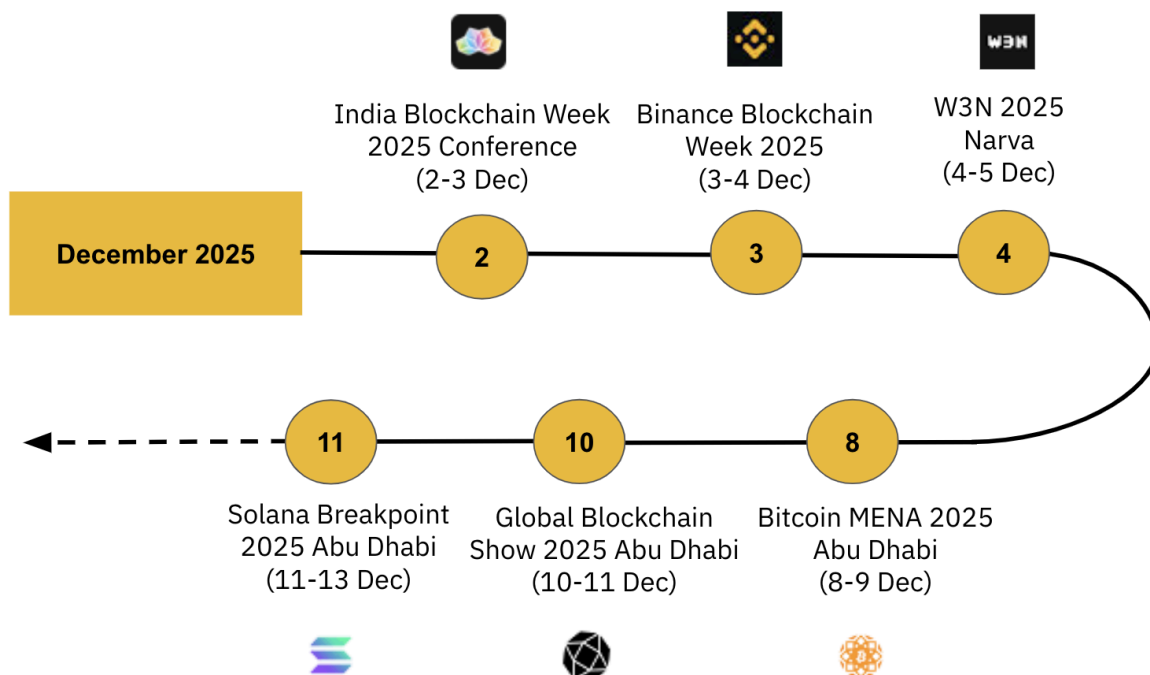 W3N
India Blockchain Week
2025 Conference
(2-3 Dec)
Binance Blockchain
Week 2025
(3-4 Dec)
W3N 2025
Narva
(4-5 Dec)
December 2025
2
3
4
11
10
8
Solana Breakpoint
2025 Abu Dhabi
(11-13 Dec)
Global Blockchain
Show 2025 Abu Dhabi
(10-11 Dec)
Bitcoin MENA 2025
Abu Dhabi
(8-9 Dec)